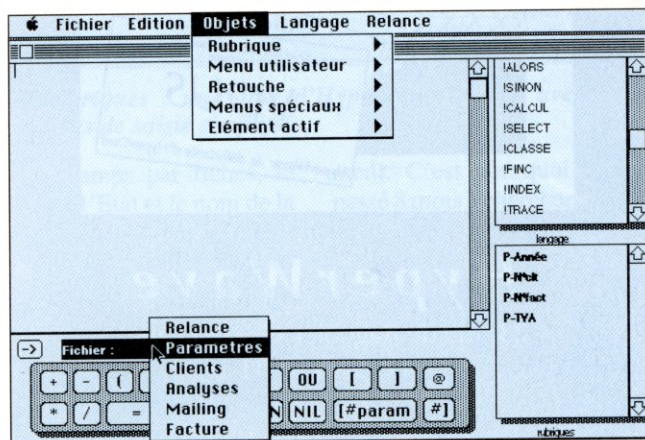 Fichier Edition Objets Langage Relance
Rubrique
Menu utilisateur
Retouche
Menus spéciaux
Elément actif
!ALORS
!SINON
!CALCUL
!SELECT
!CLASSE
!FINC
!INDEX
!TRACE
langage
P-Année
P-N°clt
P-N°fact
P-TYA
rubriques
-> Fichier :
Relance
Parametres
Clients
Analyses
Mailing
Facture
+ - ( OU [ ] @
* / = NIL [#param #]